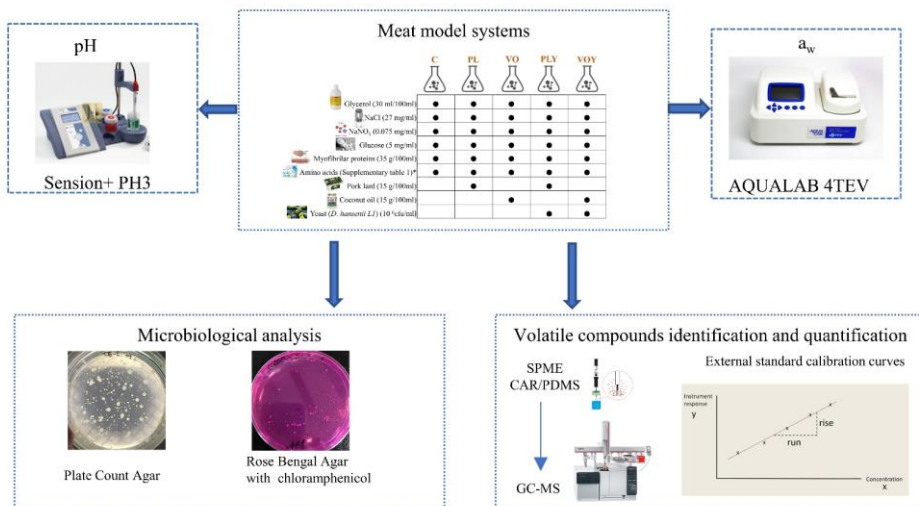 Meat model systems
C PL VO PLY VOY
Glycerol (30 ml/100ml)
NaCl (27 mg/ml)
NaNO₃ (0.075 mg/ml)
Glucose (5 mg/ml)
Myofibrilar proteins (35 g/100ml)
Amino acids (Supplementary table 1)*
Pork lard (15 g/100ml)
Coconut oil (15 g/100ml)
Yeast (D. hansenii L1) (10 ⁶cfu/ml)
pH
Sension+ PH3
a_w
AQUALAB 4TEV
Microbiological analysis
Plate Count Agar
Rose Bengal Agar
with chloramphenicol
Volatile compounds identification and quantification
External standard calibration curves
SPME
CAR/PDMS
GC-MS
Instrument
response
y
rise
run
Concentration
x